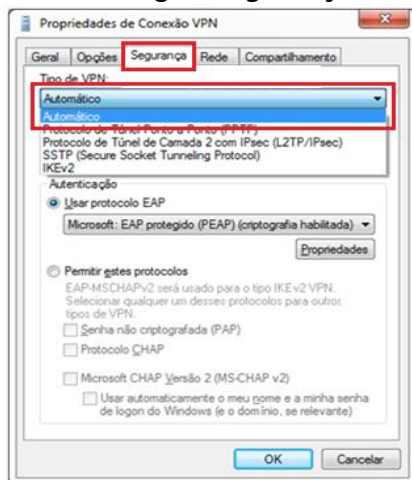 Propriedades de Conexão VPN
Geral Opções Segurança Rede Compartilhamento
Tipo de VPN:
Automático
Automático
Protocolo de Túnel Ponto a Ponto (PPTP)
Protocolo de Túnel de Camada 2 com IPsec (L2TP/IPsec)
SSTP (Secure Socket Tunneling Protocol)
IKEv2
Autenticação
Usar protocolo EAP
Microsoft: EAP protegido (PEAP) (criptografia habilitada)
Propriedades
Permitir estes protocolos
EAP-MSCHAPv2 será usado para o tipo IKEv2 VPN.
Selecionar qualquer um desses protocolos para outros
tipos de VPN.
Senha não criptografada (PAP)
Protocolo CHAP
Microsoft CHAP Versão 2 (MS-CHAP v2)
Usar automaticamente o meu nome e a minha senha
de logon do Windows (e o domínio, se relevante)
OK Cancelar